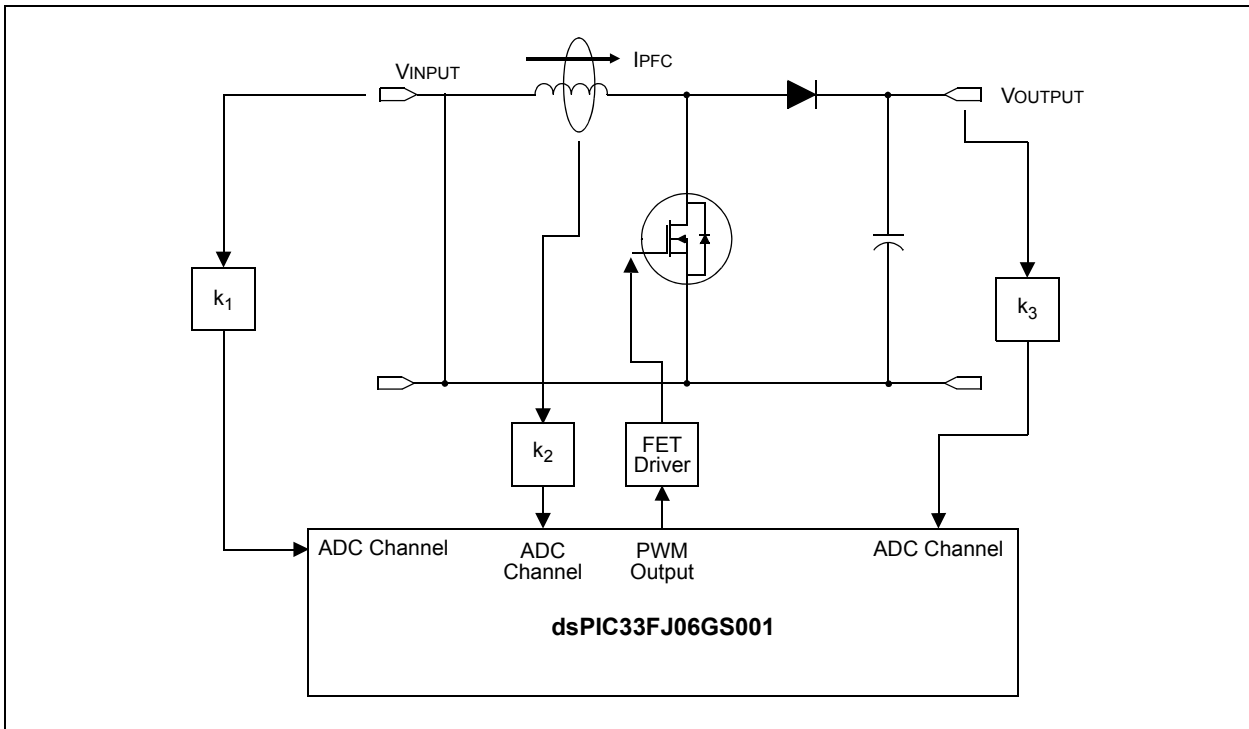 IPFC
VINPUT
VOUTPUT
k1
k3
k2
FET
Driver
ADC Channel
ADC
Channel
PWM
Output
ADC Channel
dsPIC33FJ06GS001